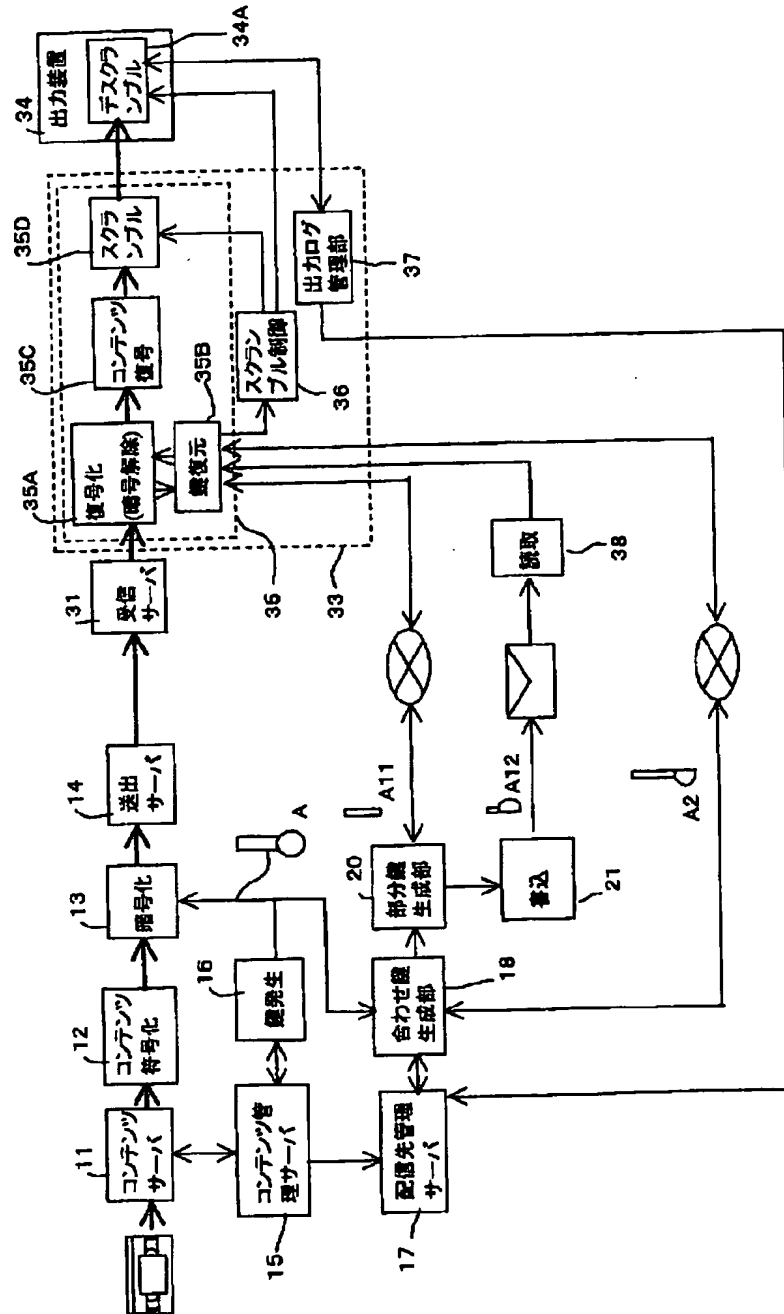 11
コンテンツ
サーバ
12
コンテンツ
符号化
13
暗号化
14
送出
サーバ
31
受信
サーバ
35A
復号化
(暗号解除)
35C
コンテンツ
復号
35D
スクラ
ンブル
34
出力装置
デスクラ
ンブル
34A
35B
鍵復元
スクラン
ブル制御
36
出力ログ
管理部
37
35
33
A
15
コンテンツ管
理サーバ
16
鍵発生
17
配信先管理
サーバ
18
合わせ鍵
生成部
20
部分鍵
生成部
A11
21
書込
A12
読取
38
A2